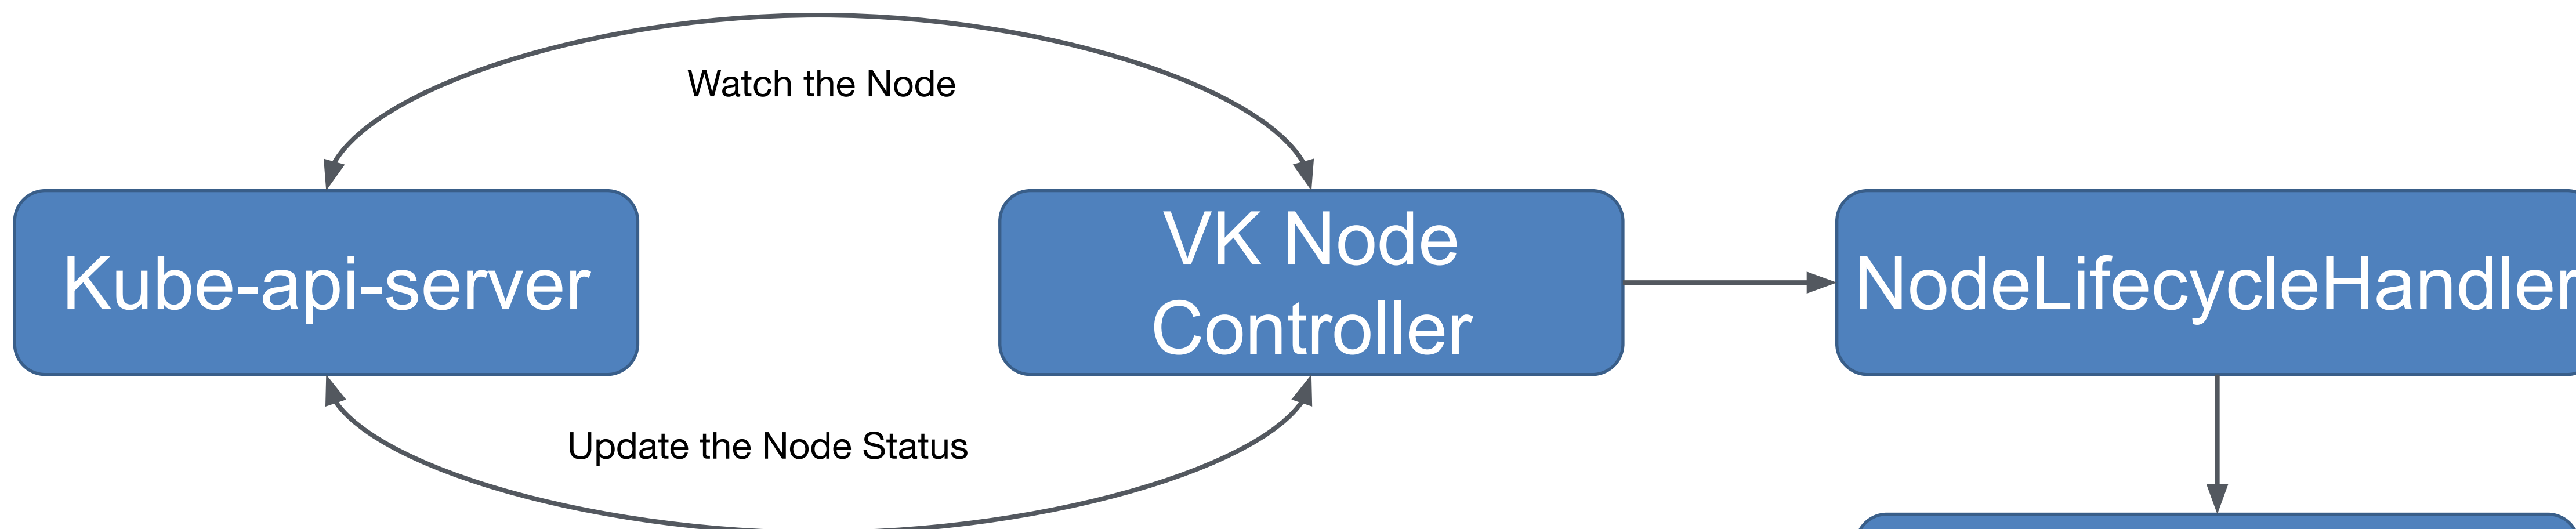 Watch the Node
Kube-api-server
VK Node
Controller
NodeLifecycleHandler
Update the Node Status